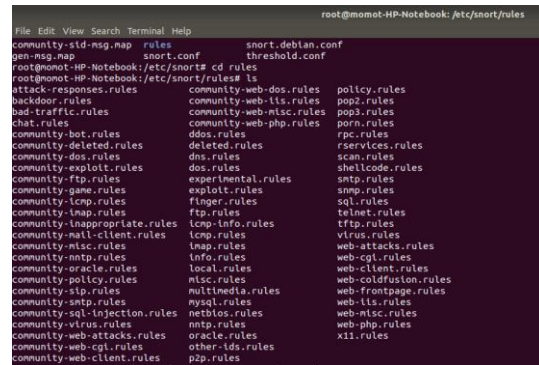 root@momot-HP-Notebook: /etc/snort/rules
File Edit View Search Terminal Help
community-sid-msg.map rules snort.debian.conf
gen-msg.map snort.conf threshold.conf
root@momot-HP-Notebook:/etc/snort# cd rules
root@momot-HP-Notebook:/etc/snort/rules# ls
attack-responses.rules community-web-dos.rules policy.rules
backdoor.rules community-web-iis.rules pop2.rules
bad-traffic.rules community-web-misc.rules pop3.rules
chat.rules community-web-php.rules porn.rules
community-bot.rules ddos.rules rpc.rules
community-deleted.rules deleted.rules rservices.rules
community-dos.rules dns.rules scan.rules
community-exploit.rules dos.rules shellcode.rules
community-ftp.rules experimental.rules smtp.rules
community-game.rules exploit.rules snmp.rules
community-icmp.rules finger.rules sql.rules
community-imap.rules ftp.rules telnet.rules
community-inappropriate.rules icmp-info.rules tftp.rules
community-mail-client.rules icmp.rules virus.rules
community-misc.rules imap.rules web-attacks.rules
community-nntp.rules info.rules web-cgi.rules
community-oracle.rules local.rules web-client.rules
community-policy.rules misc.rules web-coldfusion.rules
community-sip.rules multimedia.rules web-frontpage.rules
community-smtp.rules mysql.rules web-iis.rules
community-sql-injection.rules netbios.rules web-misc.rules
community-virus.rules nntp.rules web-php.rules
community-web-attacks.rules oracle.rules x11.rules
community-web-cgi.rules other-ids.rules
community-web-client.rules p2p.rules